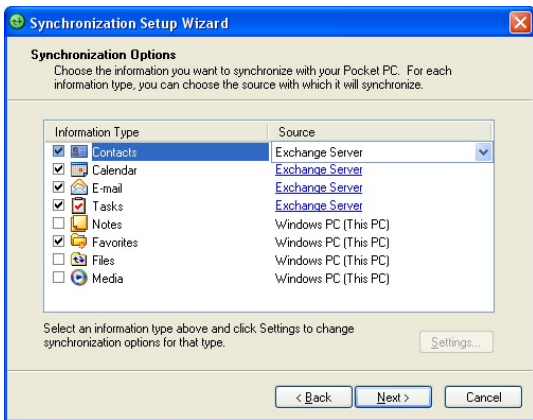 Synchronization Setup Wizard
Synchronization Options
Choose the information you want to synchronize with your Pocket PC. For each
information type, you can choose the source with which it will synchronize.
Information Type Source
Contacts Exchange Server
Calendar Exchange Server
E-mail Exchange Server
Tasks Exchange Server
Notes Windows PC (This PC)
Favorites Windows PC (This PC)
Files Windows PC (This PC)
Media Windows PC (This PC)
Select an information type above and click Settings to change
synchronization options for that type.
Settings...
< Back Next > Cancel